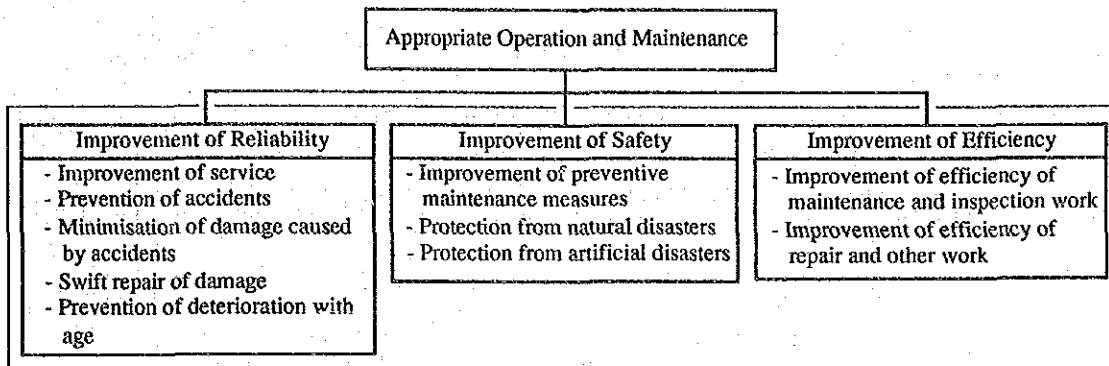 Appropriate Operation and Maintenance
Improvement of Reliability
- Improvement of service
- Prevention of accidents
- Minimisation of damage caused
by accidents
- Swift repair of damage
- Prevention of deterioration with
age
Improvement of Safety
- Improvement of preventive
maintenance measures
- Protection from natural disasters
- Protection from artificial disasters
Improvement of Efficiency
- Improvement of efficiency of
maintenance and inspection work
- Improvement of efficiency of
repair and other work